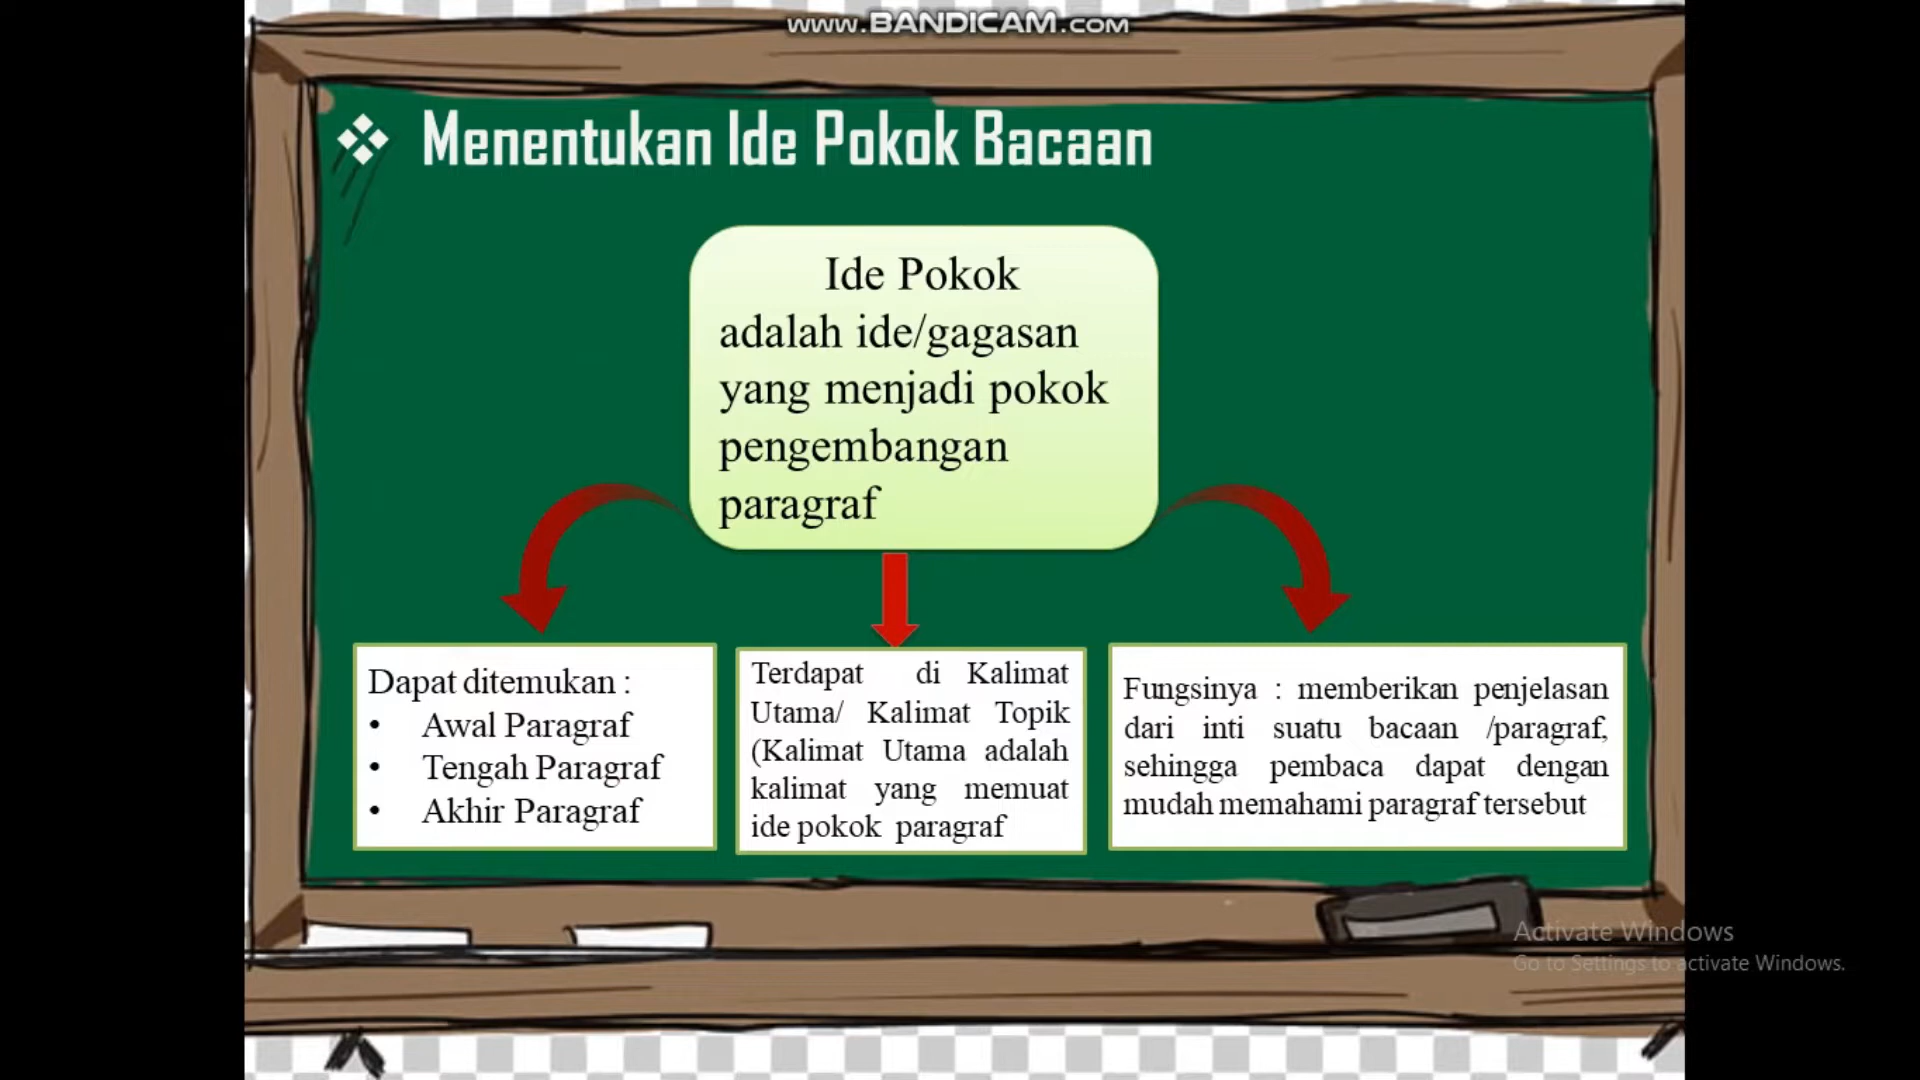 www.BANDICAM.com
Menentukan Ide Pokok Bacaan
Ide Pokok
adalah ide/gagasan
yang menjadi pokok
pengembangan
paragraf
Dapat ditemukan :
• Awal Paragraf
• Tengah Paragraf
• Akhir Paragraf
Terdapat di Kalimat
Utama/ Kalimat Topik
(Kalimat Utama adalah
kalimat yang memuat
ide pokok paragraf
Fungsinya : memberikan penjelasan
dari inti suatu bacaan /paragraf,
sehingga pembaca dapat dengan
mudah memahami paragraf tersebut
Activate Windows
Go to Settings to activate Windows.